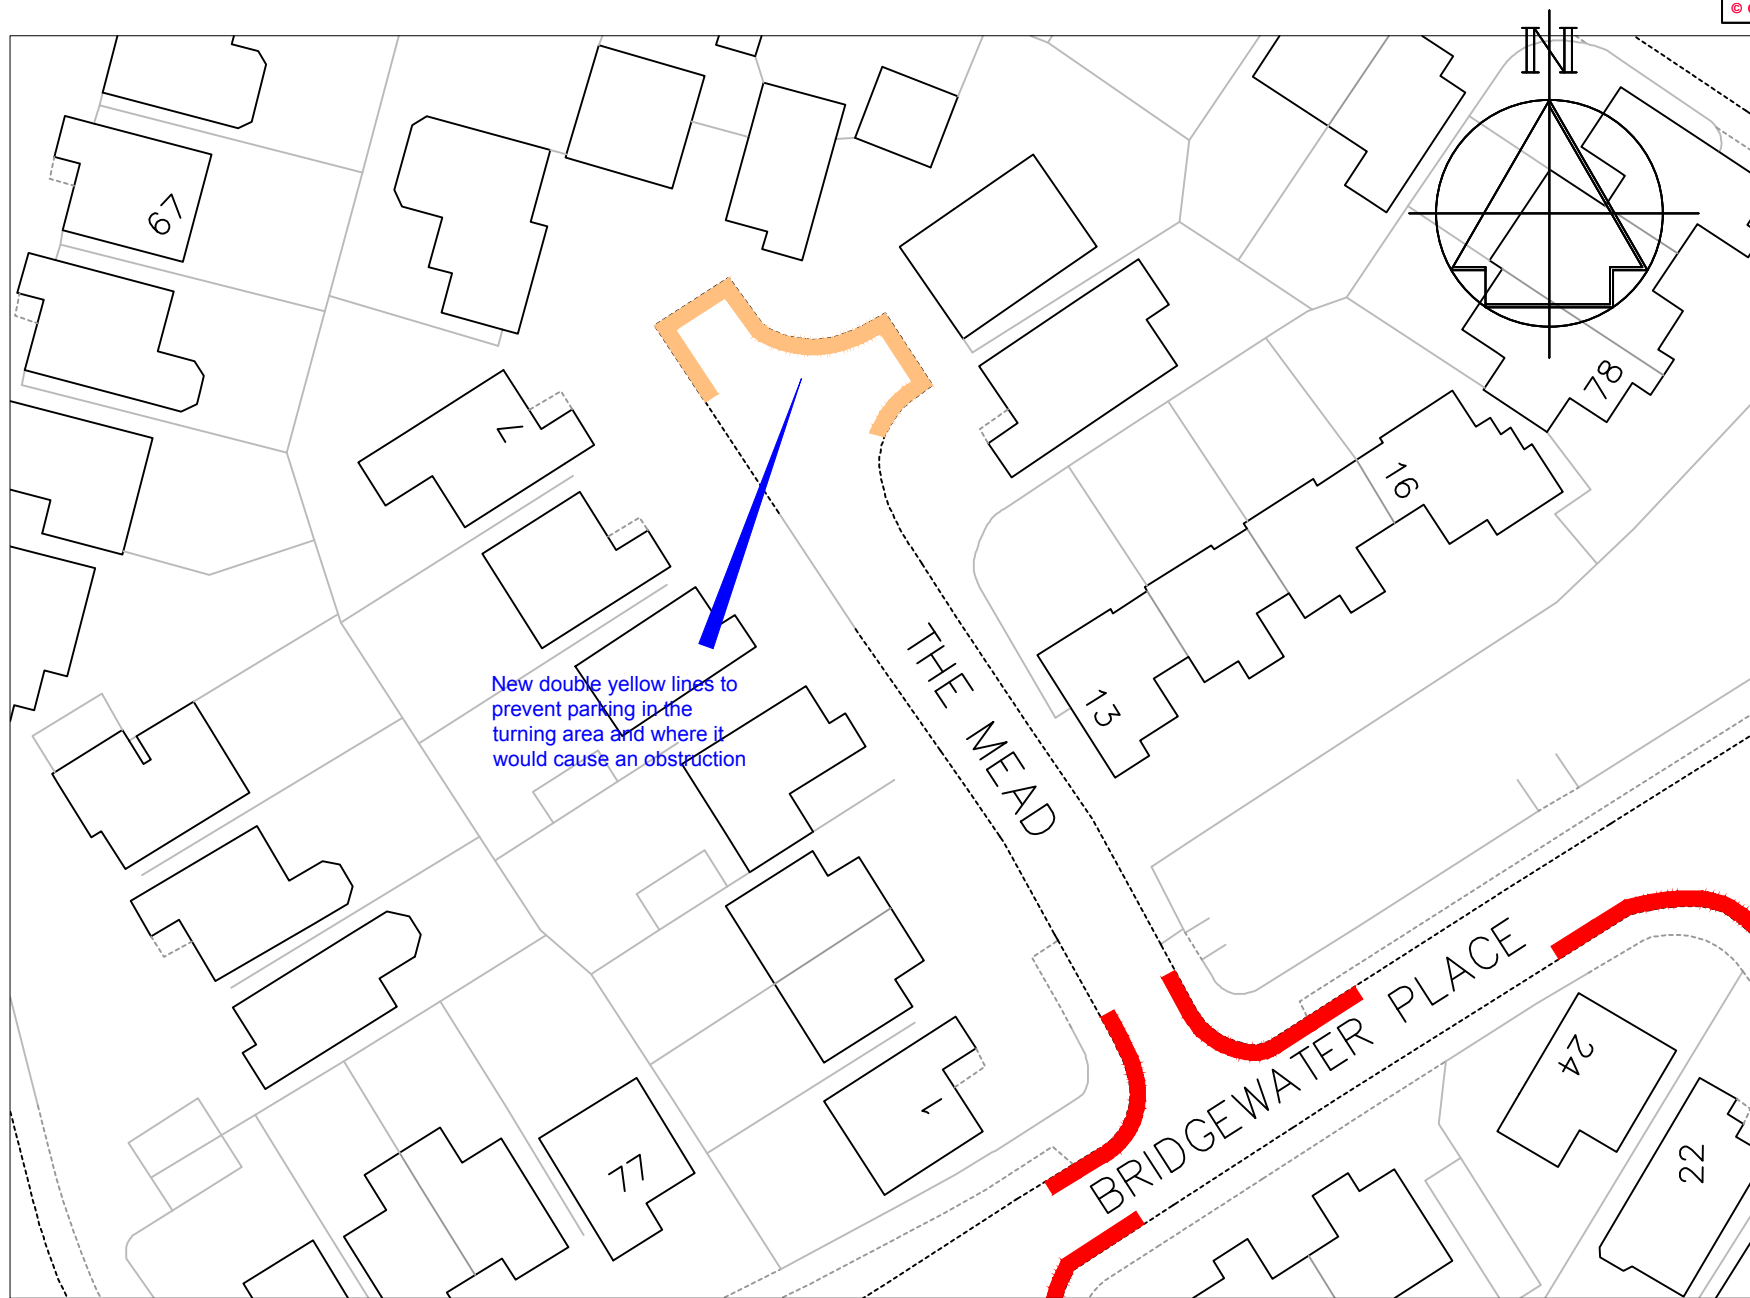 ©
N
67
7
78
16
New double yellow lines to
prevent parking in the
turning area and where it
would cause an obstruction
THE MEAD
13
BRIDGEWATER PLACE
24
1
22
77